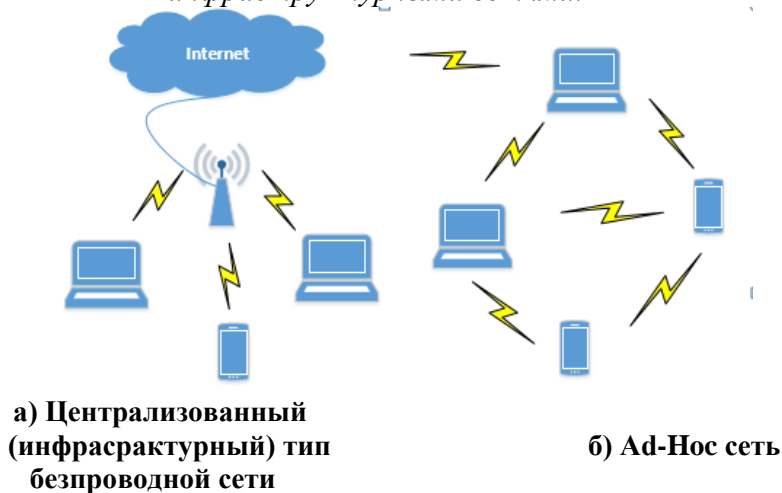 Internet
а) Централизованный
(инфрасрактурный) тип
безпроводной сети
б) Ad-Hoc сеть